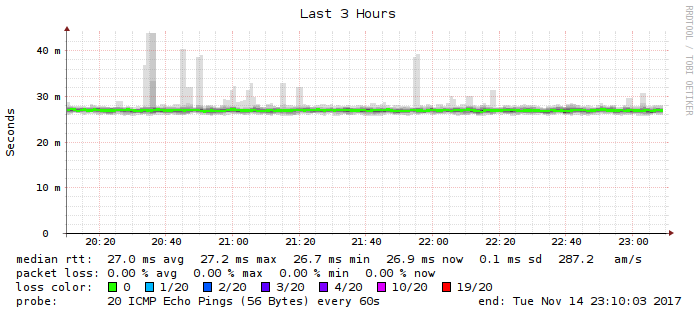 Last 3 Hours
RRDTOOL / TOBI OETIKER
Seconds
40 m
30 m
20 m
10 m
0
20:20 20:40 21:00 21:20 21:40 22:00 22:20 22:40 23:00
median rtt: 27.0 ms avg 27.2 ms max 26.7 ms min 26.9 ms now 0.1 ms sd 287.2 am/s
packet loss: 0.00 % avg 0.00 % max 0.00 % min 0.00 % now
loss color: 0 1/20 2/20 3/20 4/20 10/20 19/20
probe: 20 ICMP Echo Pings (56 Bytes) every 60s end: Tue Nov 14 23:10:03 2017